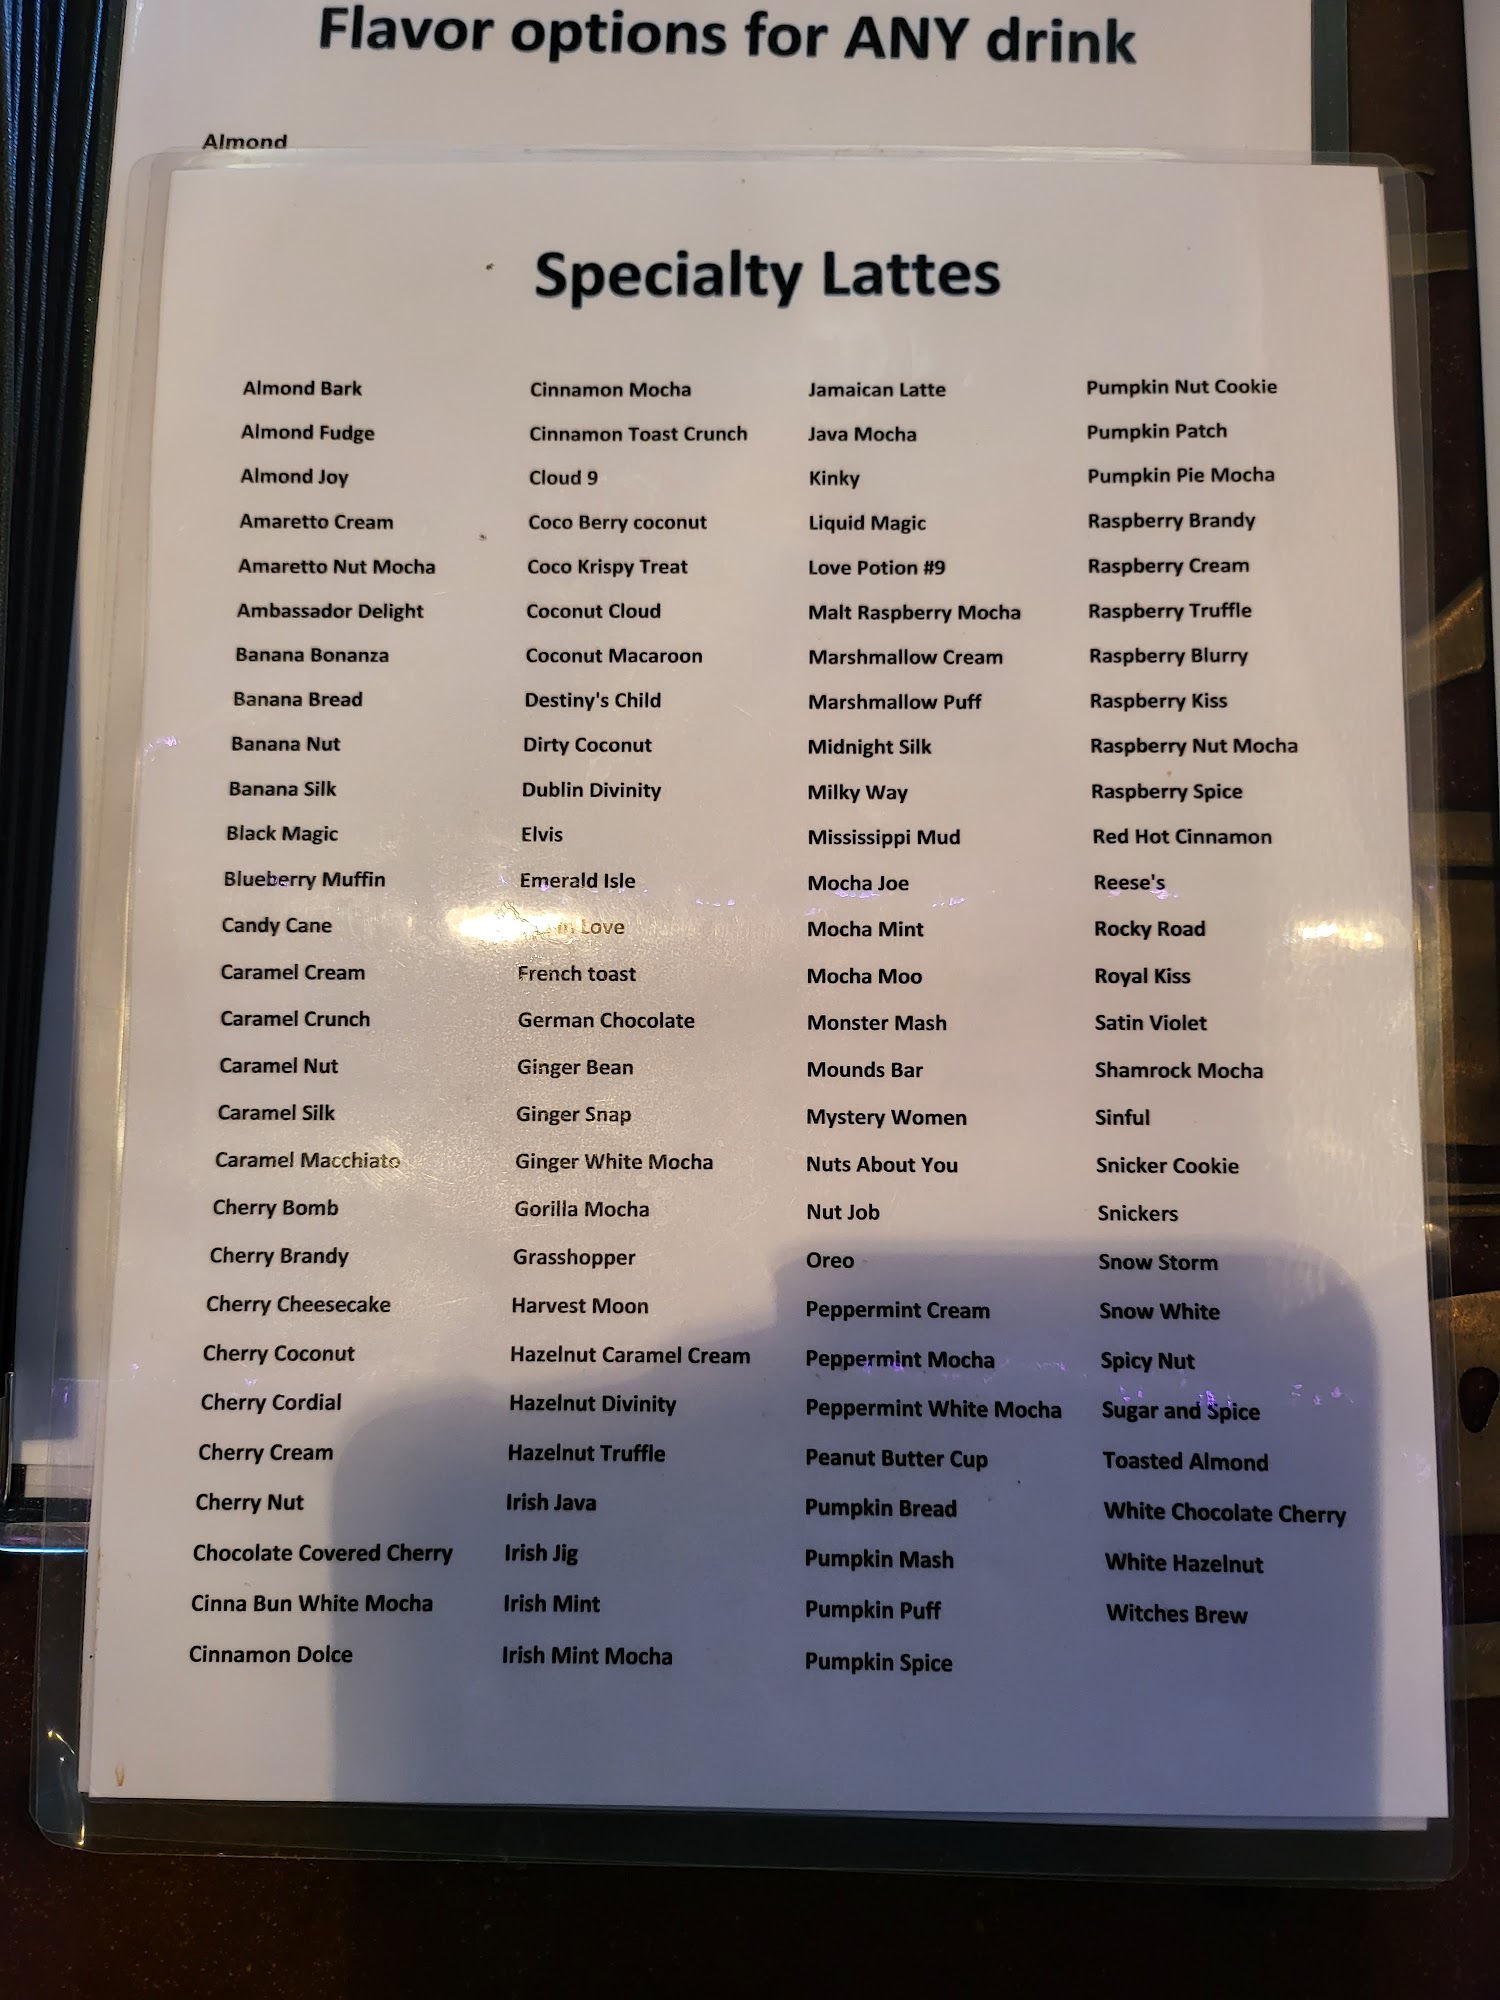 Flavor options for ANY drink
Almond
Specialty Lattes
Almond Bark
Almond Fudge
Almond Joy
Amaretto Cream
Amaretto Nut Mocha
Ambassador Delight
Banana Bonanza
Banana Bread
Banana Nut
Banana Silk
Black Magic
Blueberry Muffin
Candy Cane
Caramel Cream
Caramel Crunch
Caramel Nut
Caramel Silk
Caramel Macchiato
Cherry Bomb
Cherry Brandy
Cherry Cheesecake
Cherry Coconut
Cherry Cordial
Cherry Cream
Cherry Nut
Chocolate Covered Cherry
Cinna Bun White Mocha
Cinnamon Dolce
Cinnamon Mocha
Cinnamon Toast Crunch
Cloud 9
Coco Berry coconut
Coco Krispy Treat
Coconut Cloud
Coconut Macaroon
Destiny's Child
Dirty Coconut
Dublin Divinity
Elvis
Emerald Isle
in Love
French toast
German Chocolate
Ginger Bean
Ginger Snap
Ginger White Mocha
Gorilla Mocha
Grasshopper
Harvest Moon
Hazelnut Caramel Cream
Hazelnut Divinity
Hazelnut Truffle
Irish Java
Irish Jig
Irish Mint
Irish Mint Mocha
Jamaican Latte
Java Mocha
Kinky
Liquid Magic
Love Potion #9
Malt Raspberry Mocha
Marshmallow Cream
Marshmallow Puff
Midnight Silk
Milky Way
Mississippi Mud
Mocha Joe
Mocha Mint
Mocha Moo
Monster Mash
Mounds Bar
Mystery Women
Nuts About You
Nut Job
Oreo
Peppermint Cream
Peppermint Mocha
Peppermint White Mocha
Peanut Butter Cup
Pumpkin Bread
Pumpkin Mash
Pumpkin Puff
Pumpkin Spice
Pumpkin Nut Cookie
Pumpkin Patch
Pumpkin Pie Mocha
Raspberry Brandy
Raspberry Cream
Raspberry Truffle
Raspberry Blurry
Raspberry Kiss
Raspberry Nut Mocha
Raspberry Spice
Red Hot Cinnamon
Reese's
Rocky Road
Royal Kiss
Satin Violet
Shamrock Mocha
Sinful
Snicker Cookie
Snickers
Snow Storm
Snow White
Spicy Nut
Sugar and Spice
Toasted Almond
White Chocolate Cherry
White Hazelnut
Witches Brew